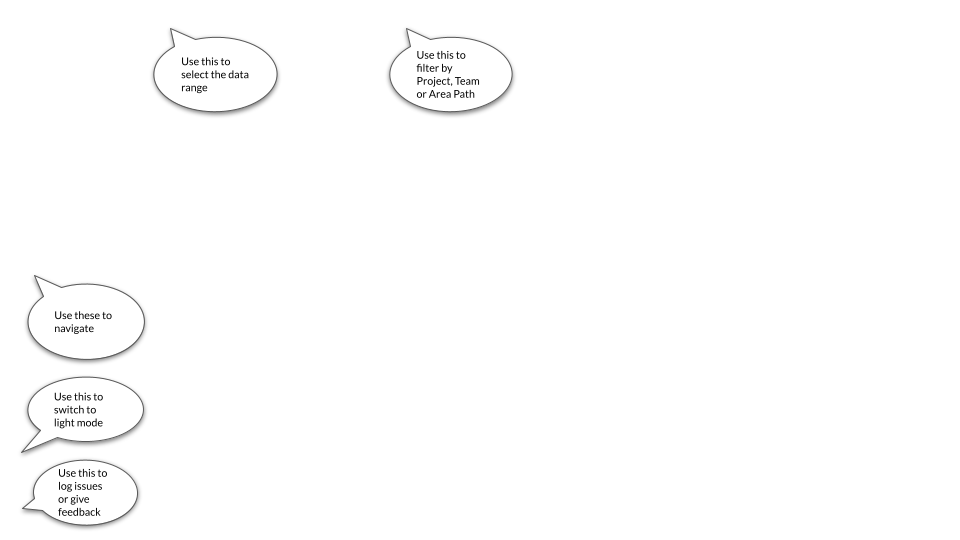 Use this to
select the data
range
Use this to
filter by
Project, Team
or Area Path
Use these to
navigate
Use this to
switch to
light mode
Use this to
log issues
or give
feedback